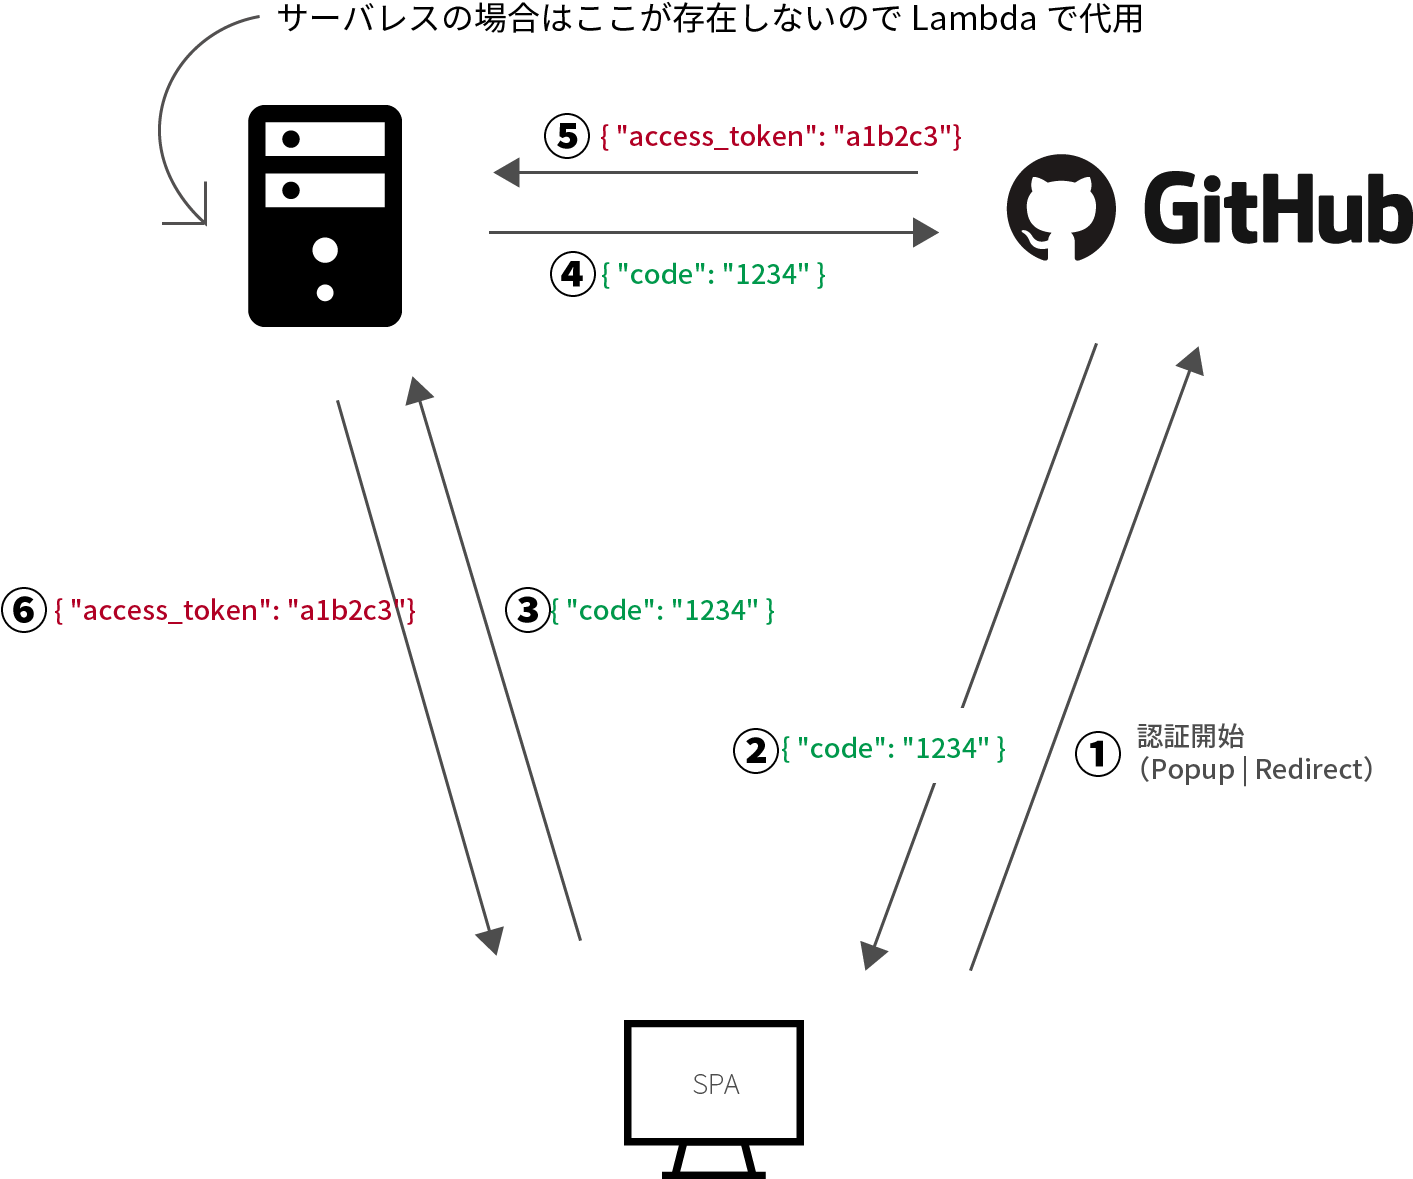 サーバレスの場合はここが存在しないので Lambda で代用
⑤ { "access_token": "a1b2c3"}
GitHub
④ { "code": "1234" }
⑥ { "access_token": "a1b2c3"}
③ { "code": "1234" }
② { "code": "1234" }
① 認証開始
（Popup | Redirect）
SPA